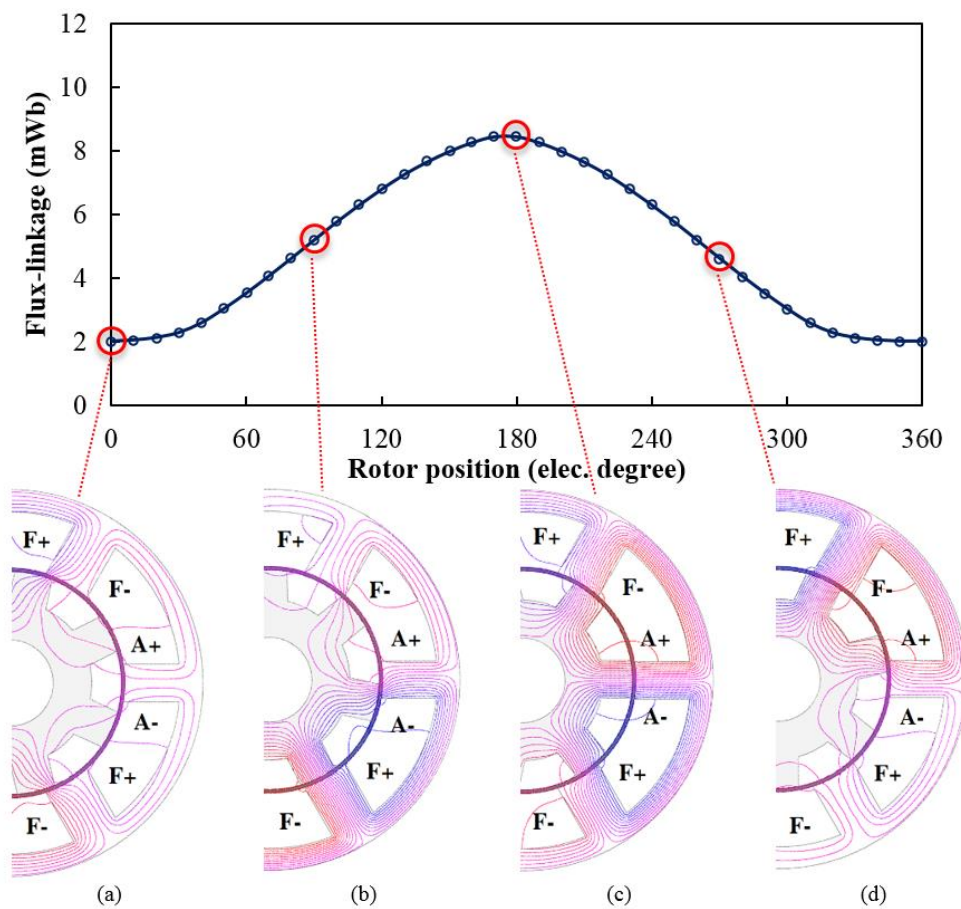 12
10
8
6
4
2
0
Flux-linkage (mWb)
0 60 120 180 240 300 360
Rotor position (elec. degree)
F+ F- A+ A- F+ F-
F+ F- A+ A- F+ F-
F+ F- A+ A- F+ F-
F+ F- A+ A- F+ F-
(a) (b) (c) (d)